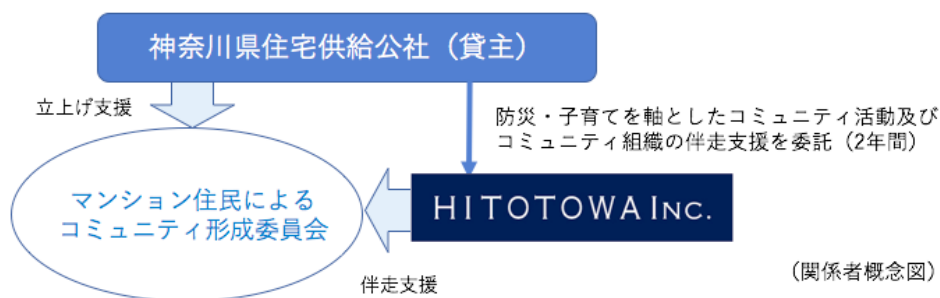 神奈川県住宅供給公社（貸主）
立上げ支援
防災・子育てを軸としたコミュニティ活動及び
コミュニティ組織の伴走支援を委託（2年間）
マンション住民による
コミュニティ形成委員会
HITOTOWA INC.
伴走支援
（関係者概念図）